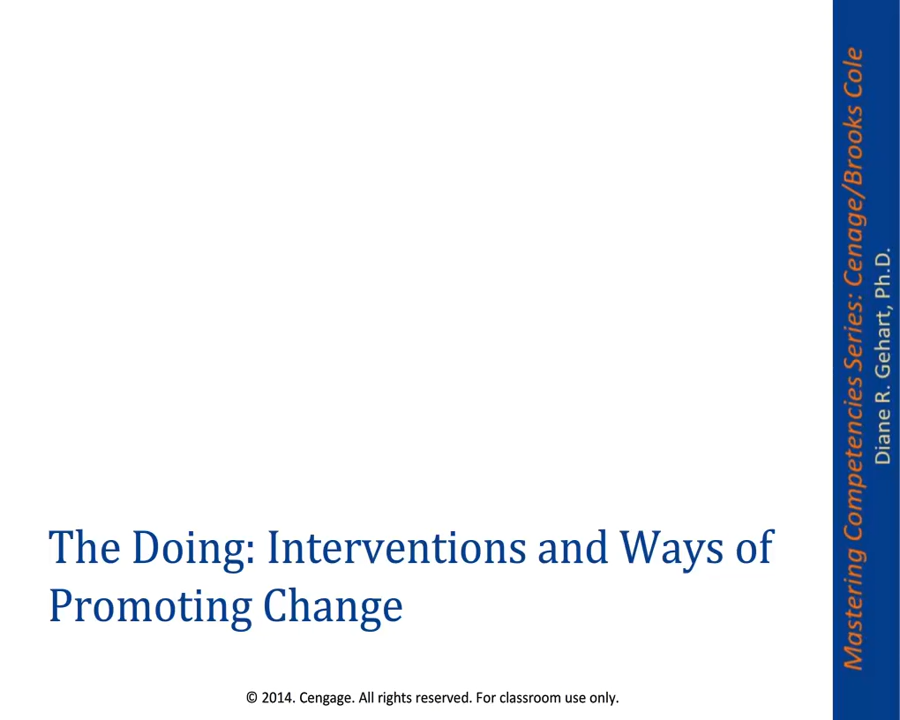 The Doing: Interventions and Ways of
Promoting Change
© 2014. Cengage. All rights reserved. For classroom use only.
Mastering Competencies Series: Cenage/Brooks Cole
Diane R. Gehart, Ph.D.